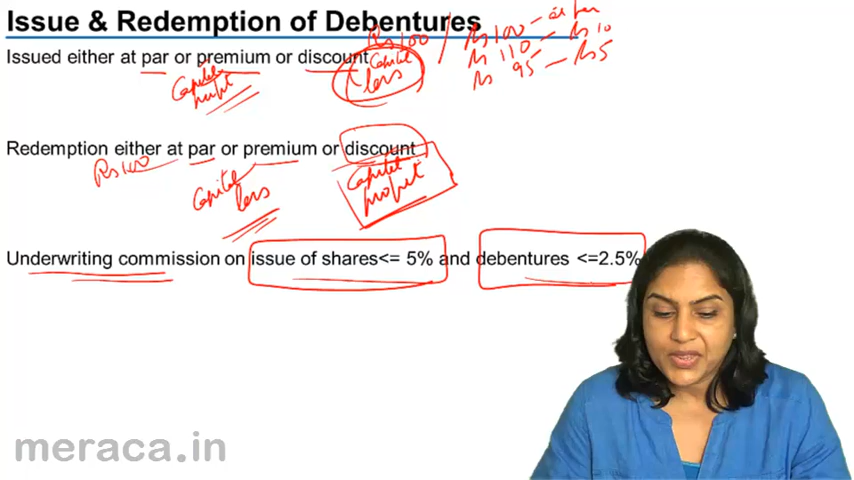 Issue & Redemption of Debentures
Rs 100 / Rs 100 - at par
Rs 110 - Rs 10
Rs 95 - Rs 5
Issued either at par or premium or discount
Capital profit
Capital loss
Redemption either at par or premium or discount
Rs 100
Capital loss
Capital profit
Underwriting commission on issue of shares<= 5% and debentures <=2.5%
meraca.in